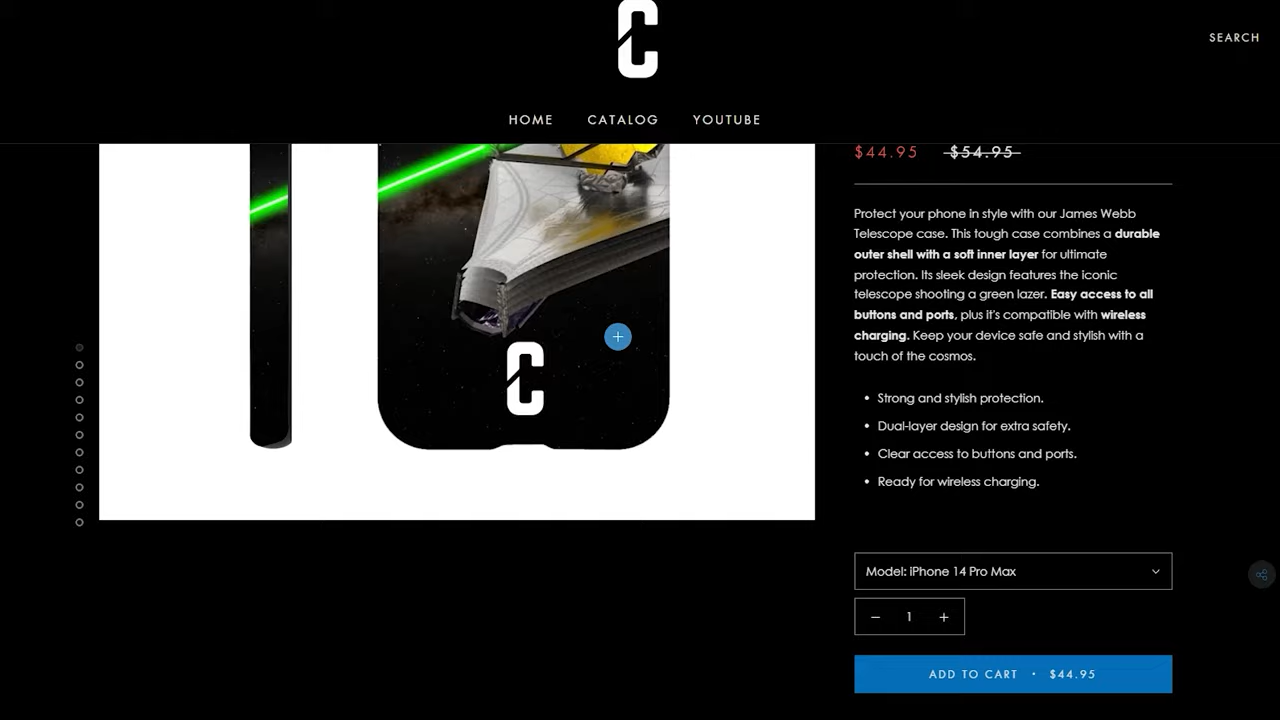 C
SEARCH
HOME CATALOG YOUTUBE
$44.95 $54.95
Protect your phone in style with our James Webb
Telescope case. This tough case combines a durable
outer shell with a soft inner layer for ultimate
protection. Its sleek design features the iconic
telescope shooting a green lazer. Easy access to all
buttons and ports, plus it's compatible with wireless
charging. Keep your device safe and stylish with a
touch of the cosmos.
• Strong and stylish protection.
• Dual-layer design for extra safety.
• Clear access to buttons and ports.
• Ready for wireless charging.
C
Model: iPhone 14 Pro Max
− 1 +
ADD TO CART • $44.95